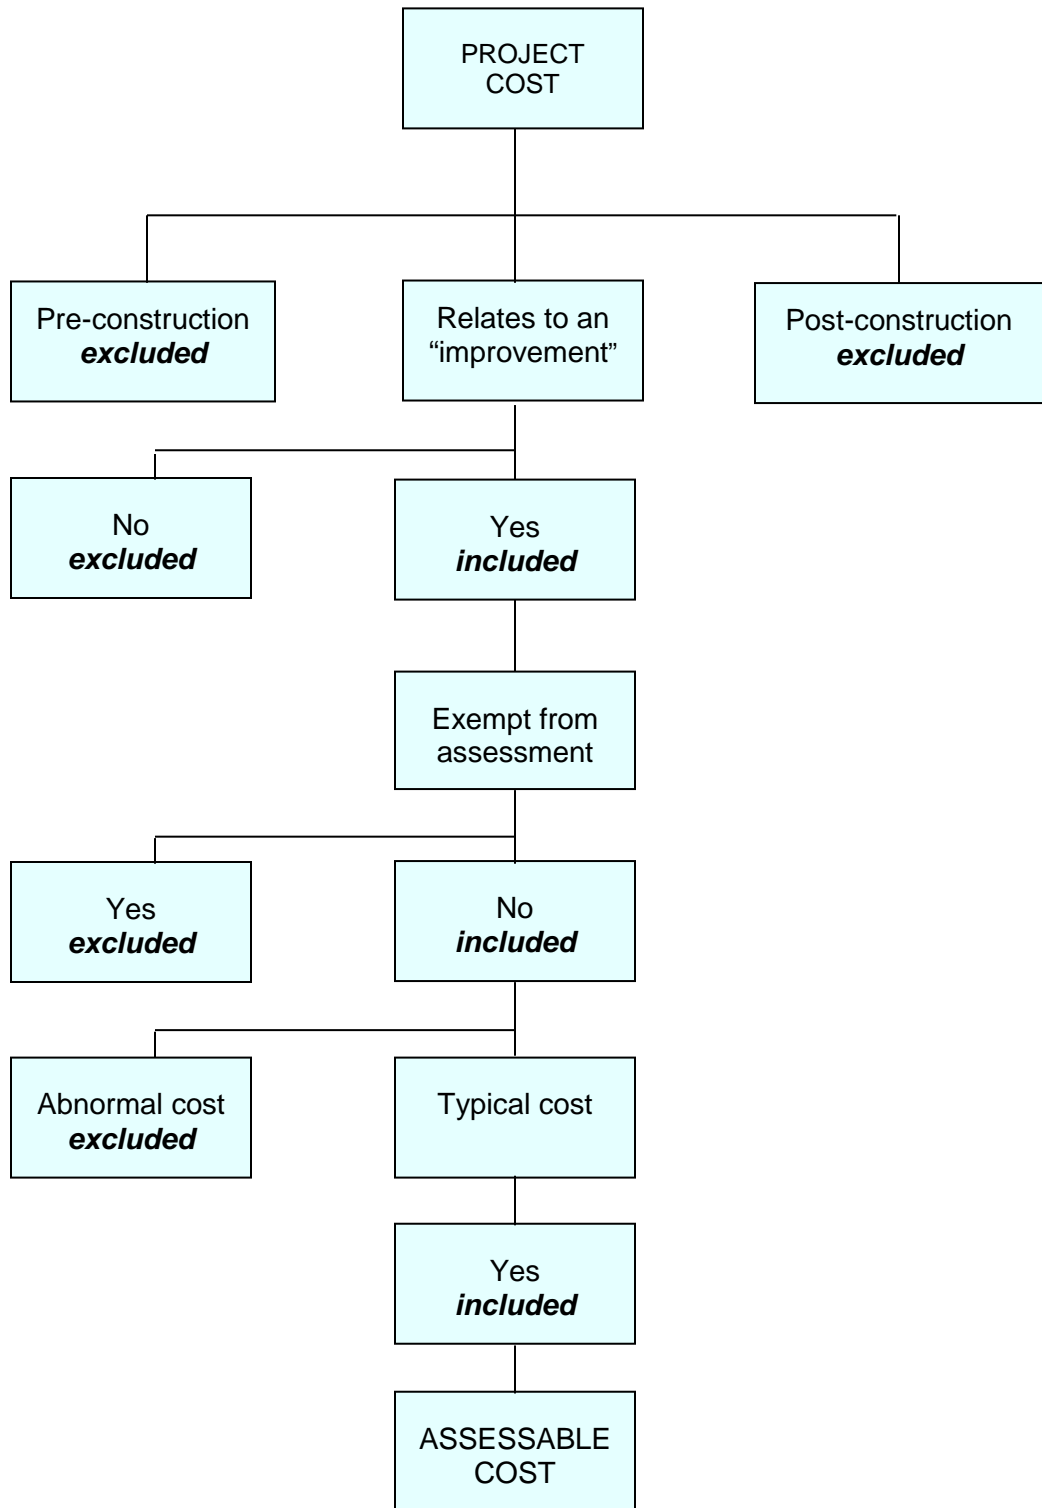 PROJECT
COST
Pre-construction
excluded
Relates to an
“improvement”
Post-construction
excluded
No
excluded
Yes
included
Exempt from
assessment
Yes
excluded
No
included
Abnormal cost
excluded
Typical cost
Yes
included
ASSESSABLE
COST